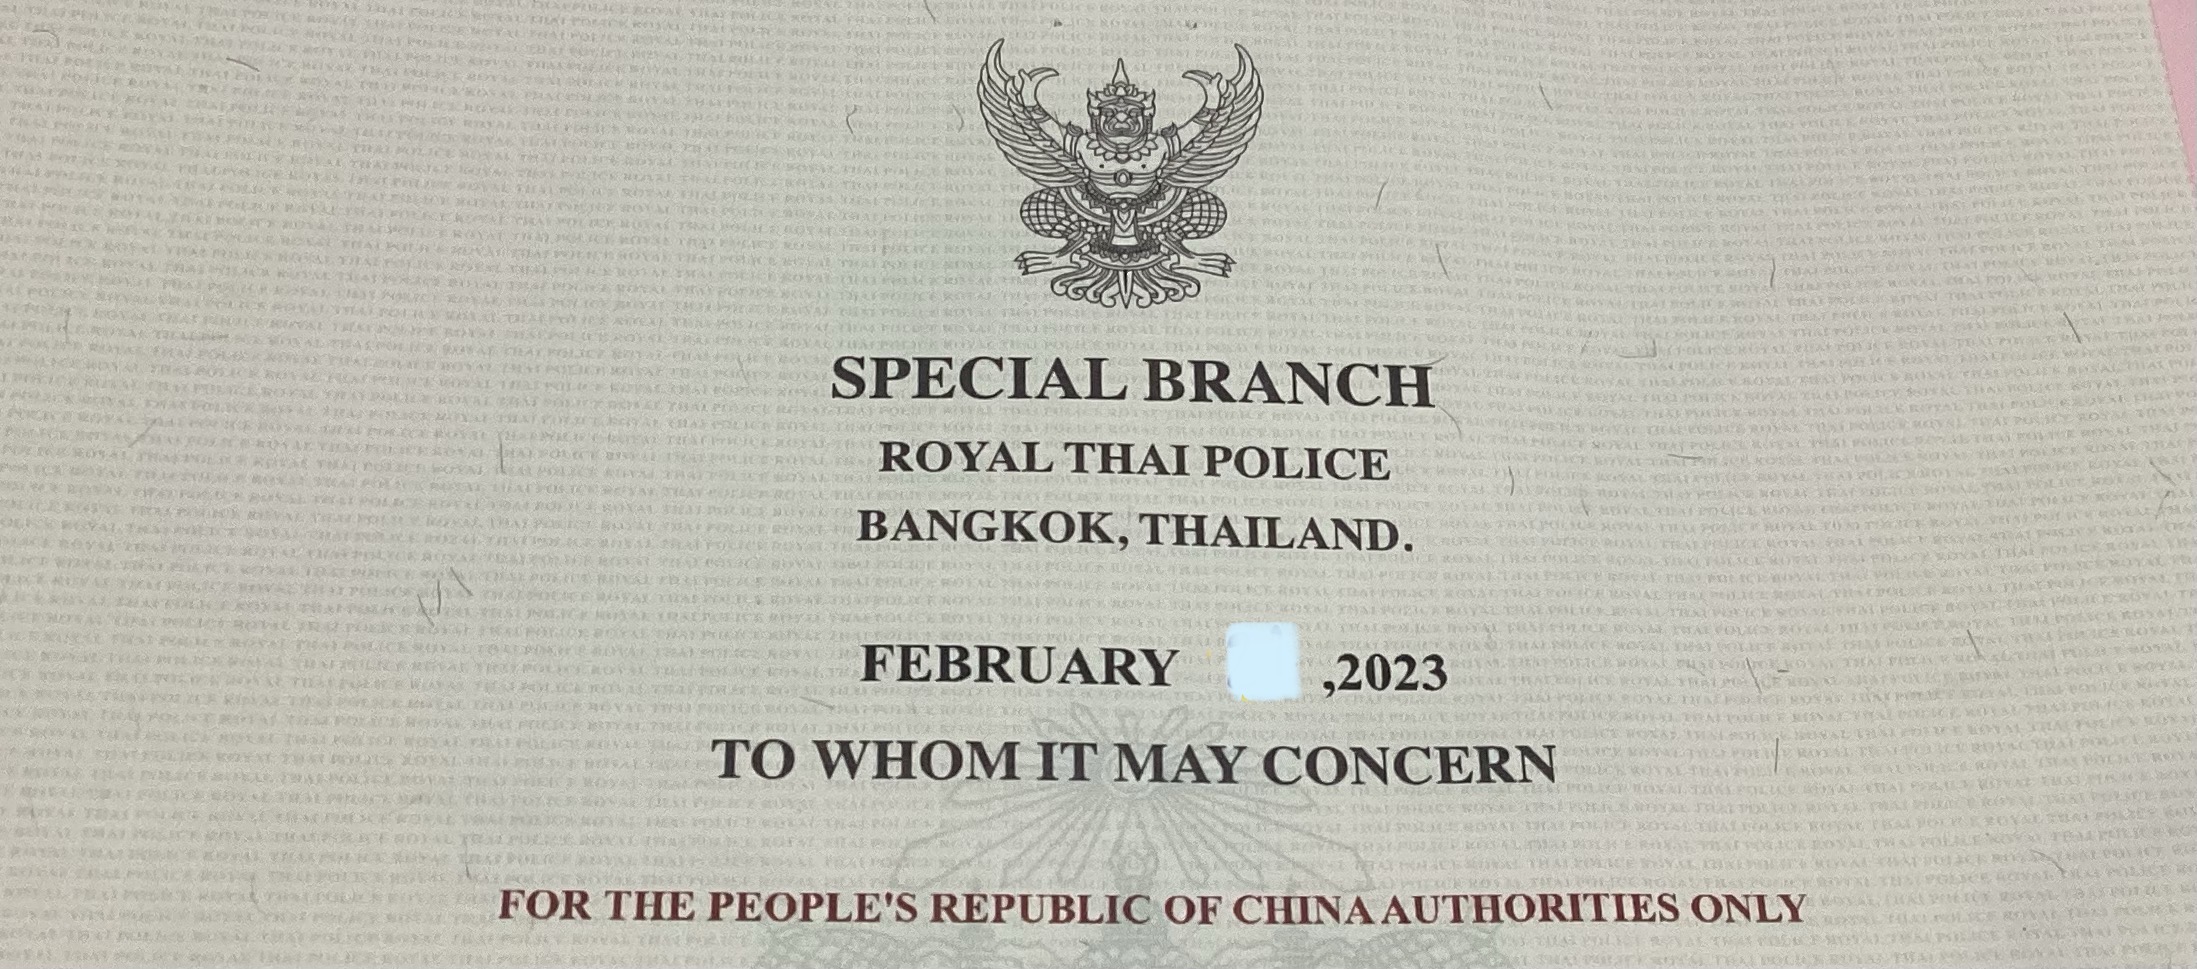 SPECIAL BRANCH
ROYAL THAI POLICE
BANGKOK, THAILAND.
FEBRUARY ,2023
TO WHOM IT MAY CONCERN
FOR THE PEOPLE'S REPUBLIC OF CHINA AUTHORITIES ONLY